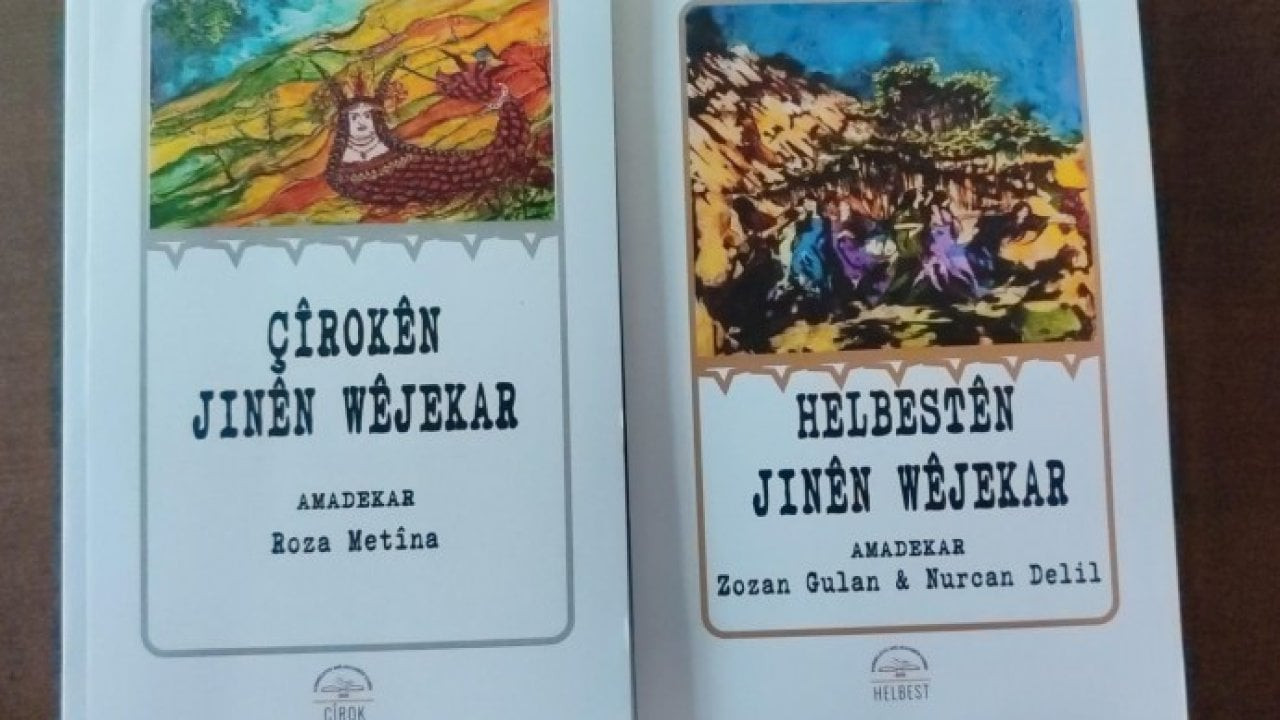 ÇÎROKÊN
JINÊN WÊJEKAR
AMADEKAR
Roza Metîna
ÇÎROK
HELBESTÊN
JINÊN WÊJEKAR
AMADEKAR
Zozan Gulan & Nurcan Delil
HELBEST